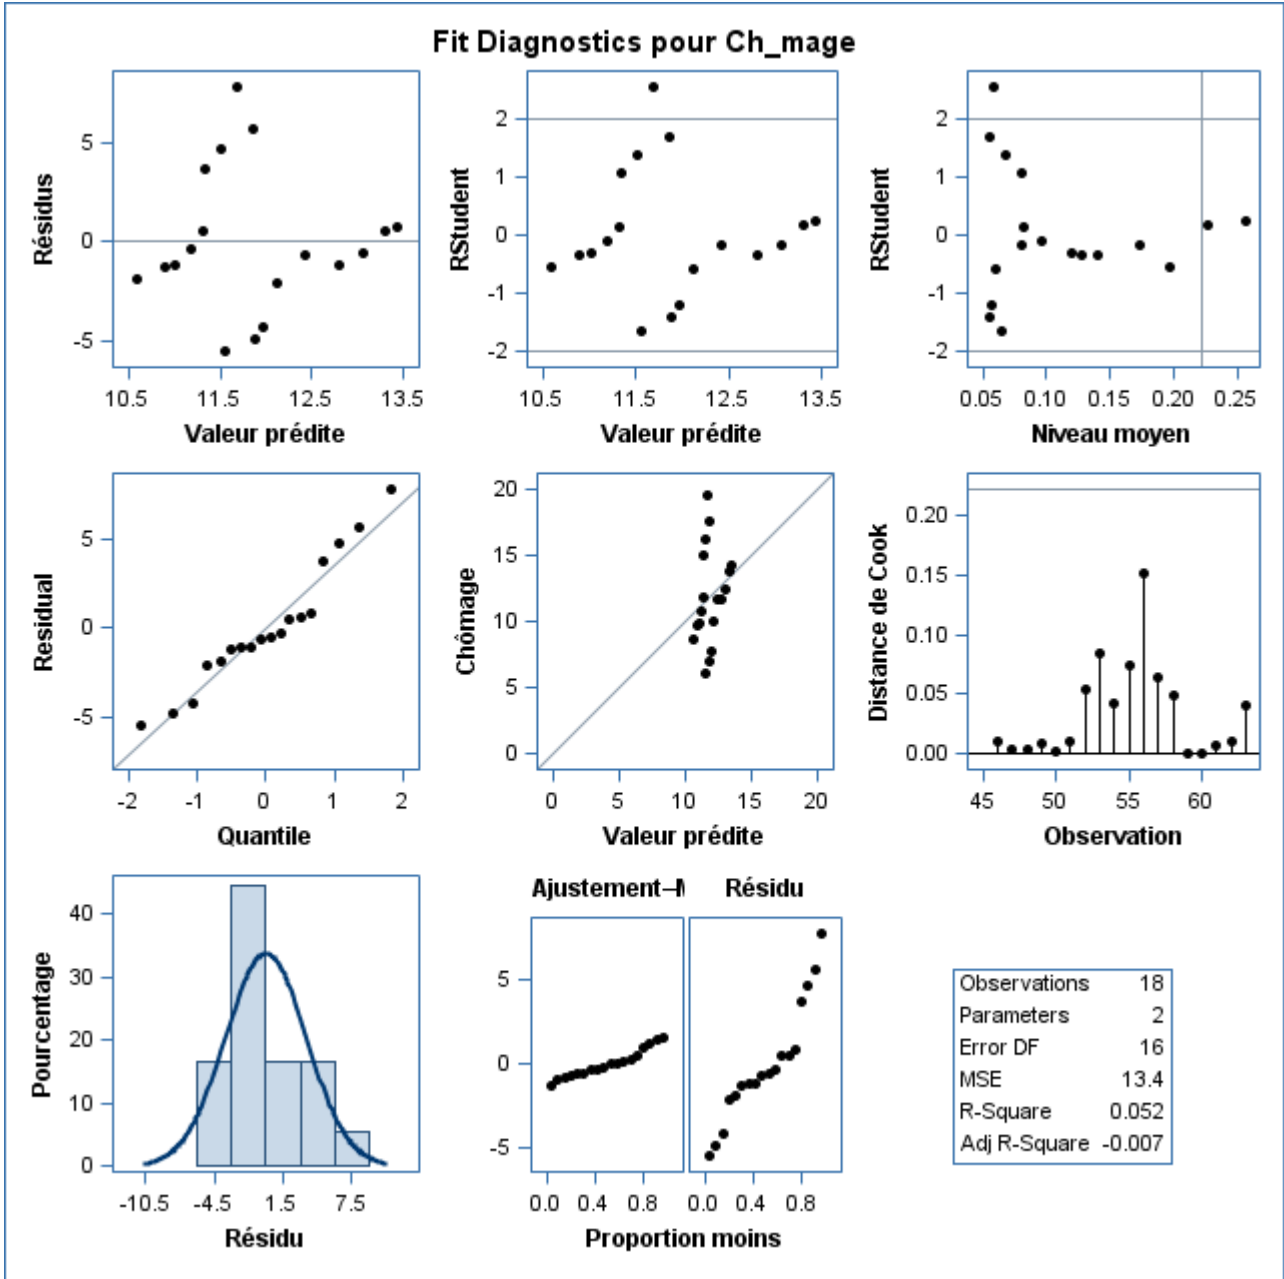 Fit Diagnostics pour Ch_mage
Résidus
5
0
-5
10.5 11.5 12.5 13.5
Valeur prédite
RStudent
2
1
0
-1
-2
10.5 11.5 12.5 13.5
Valeur prédite
RStudent
2
1
0
-1
-2
0.05 0.10 0.15 0.20 0.25
Niveau moyen
Residual
5
0
-5
-2 -1 0 1 2
Quantile
Chômage
20
15
10
5
0
0 5 10 15 20
Valeur prédite
Distance de Cook
0.20
0.15
0.10
0.05
0.00
45 50 55 60
Observation
Pourcentage
40
30
20
10
0
-10.5 -4.5 1.5 7.5
Résidu
Ajustement–M
Résidu
5
0
-5
0.0 0.4 0.8
0.0 0.4 0.8
Proportion moins
Observations 18
Parameters 2
Error DF 16
MSE 13.4
R-Square 0.052
Adj R-Square -0.007